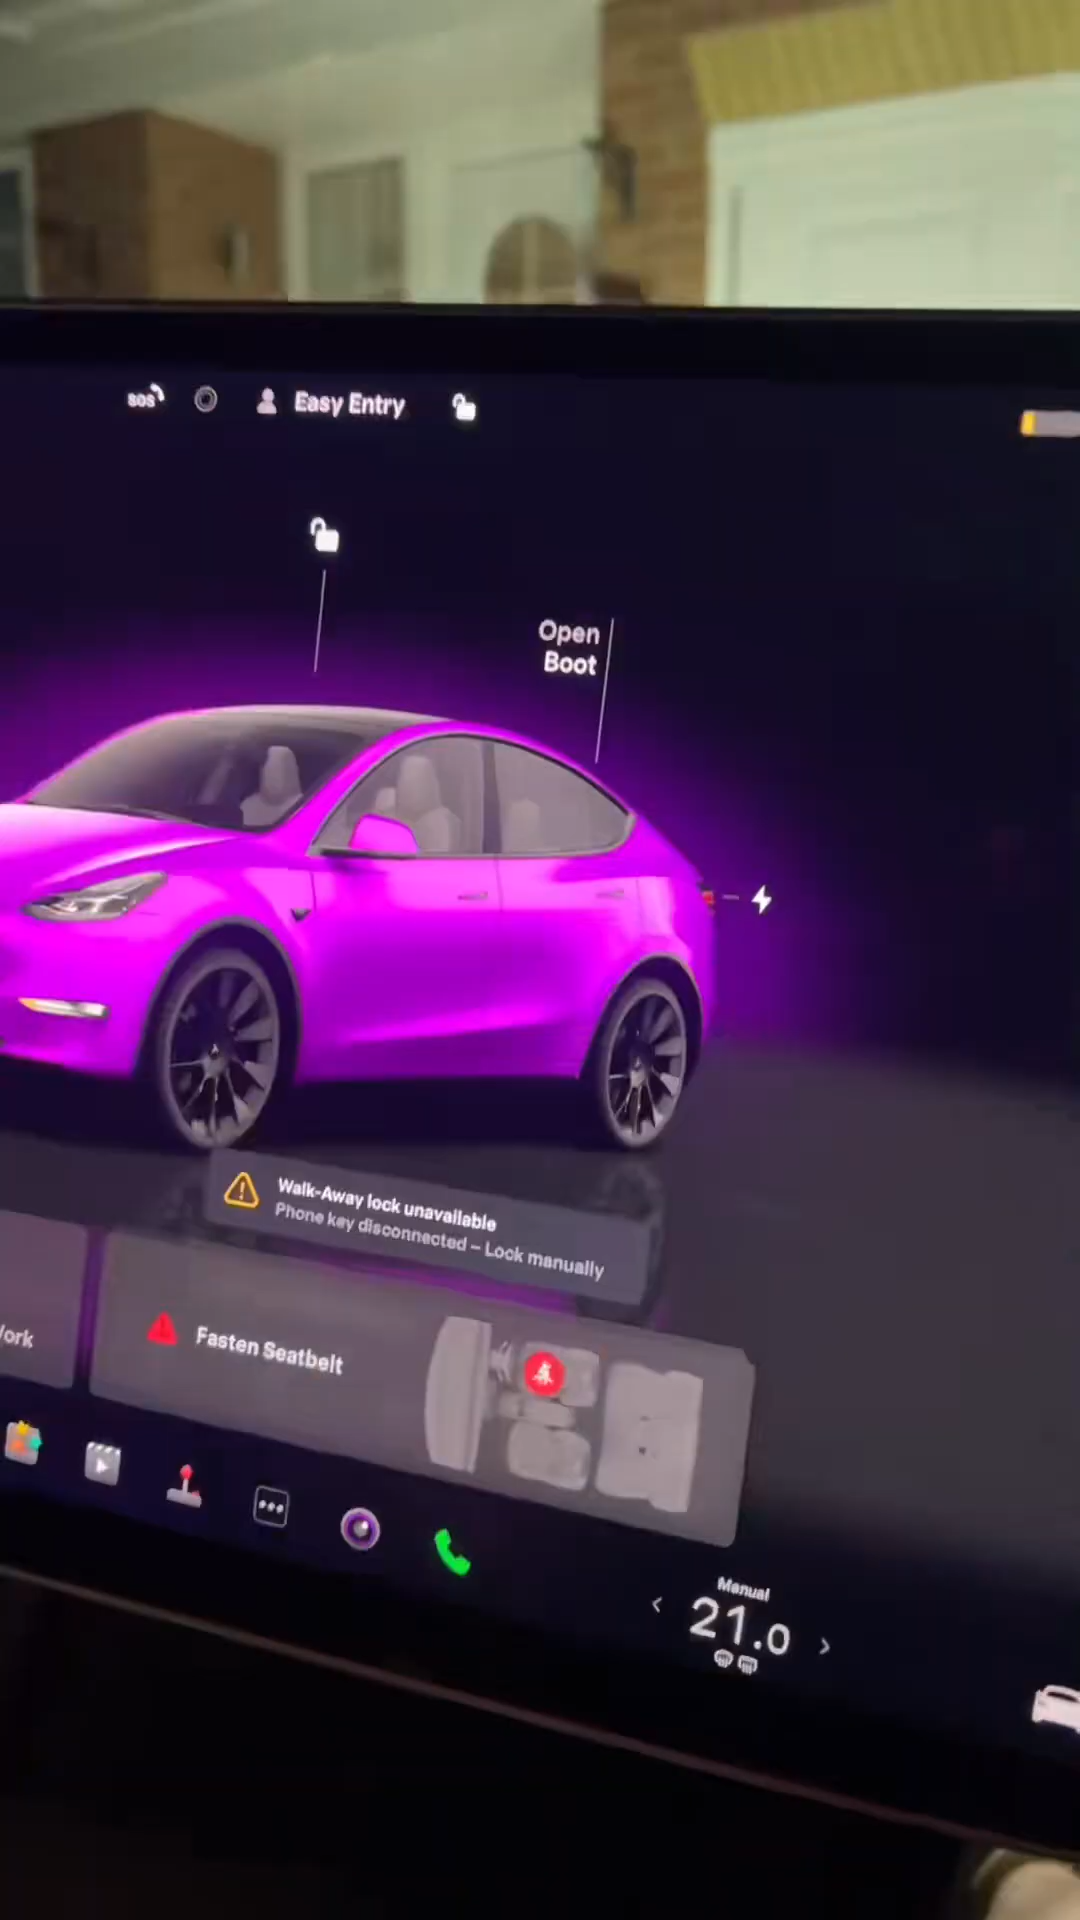 SOS
Easy Entry
Open
Boot
Walk-Away lock unavailable
Phone key disconnected – Lock manually
Fasten Seatbelt
Manual
21.0